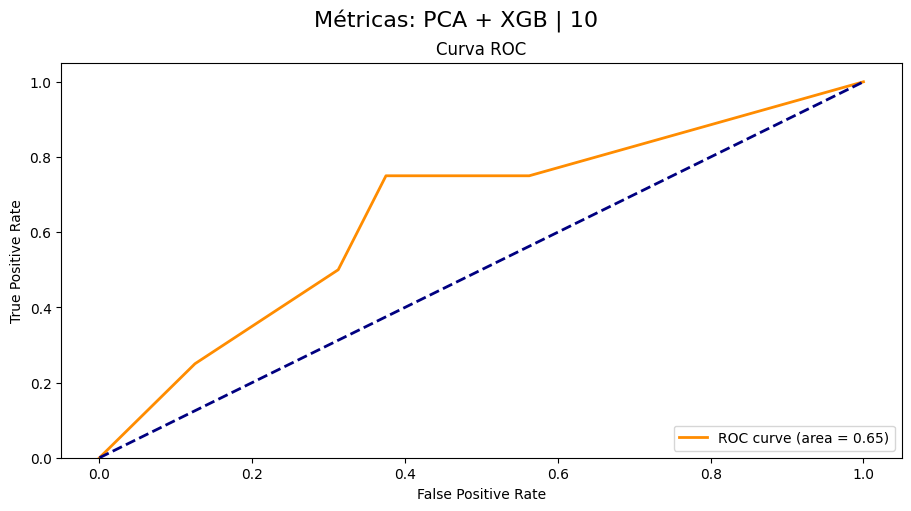 Métricas: PCA + XGB | 10
Curva ROC
True Positive Rate
1.0
0.8
0.6
0.4
0.2
0.0
0.0 0.2 0.4 0.6 0.8 1.0
False Positive Rate
ROC curve (area = 0.65)